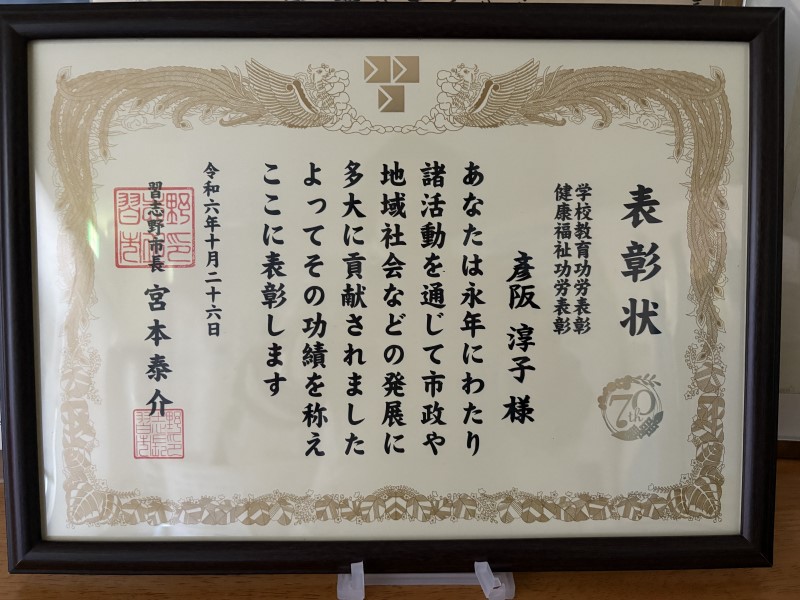 表彰状
学校教育功労表彰
健康福祉功労表彰
彦阪 淳子 様
あなたは永年にわたり
諸活動を通じて市政や
地域社会などの発展に
多大に貢献されました
よってその功績を称え
ここに表彰します
令和六年十月二十六日
習志野市長 宮本泰介
70th